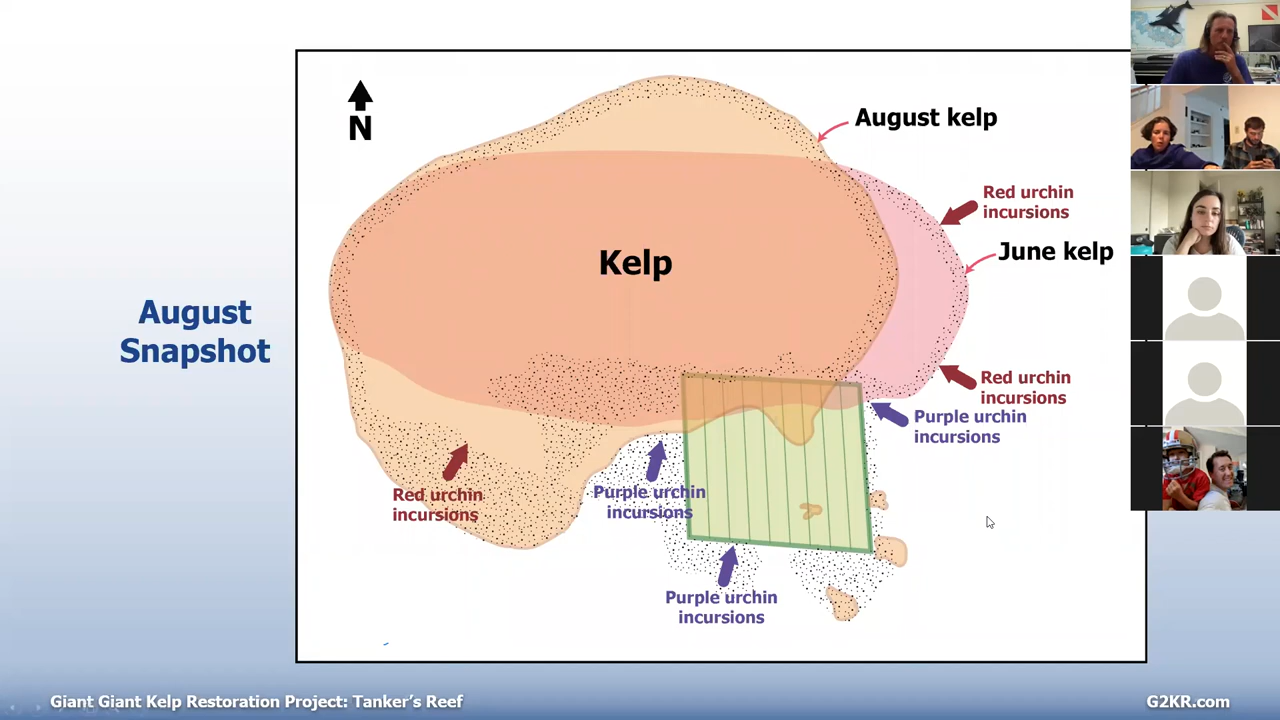 August
Snapshot
N
August kelp
Red urchin
incursions
June kelp
Kelp
Red urchin
incursions
Purple urchin
incursions
Red urchin
incursions
Purple urchin
incursions
Purple urchin
incursions
Giant Giant Kelp Restoration Project: Tanker’s Reef
G2KR.com